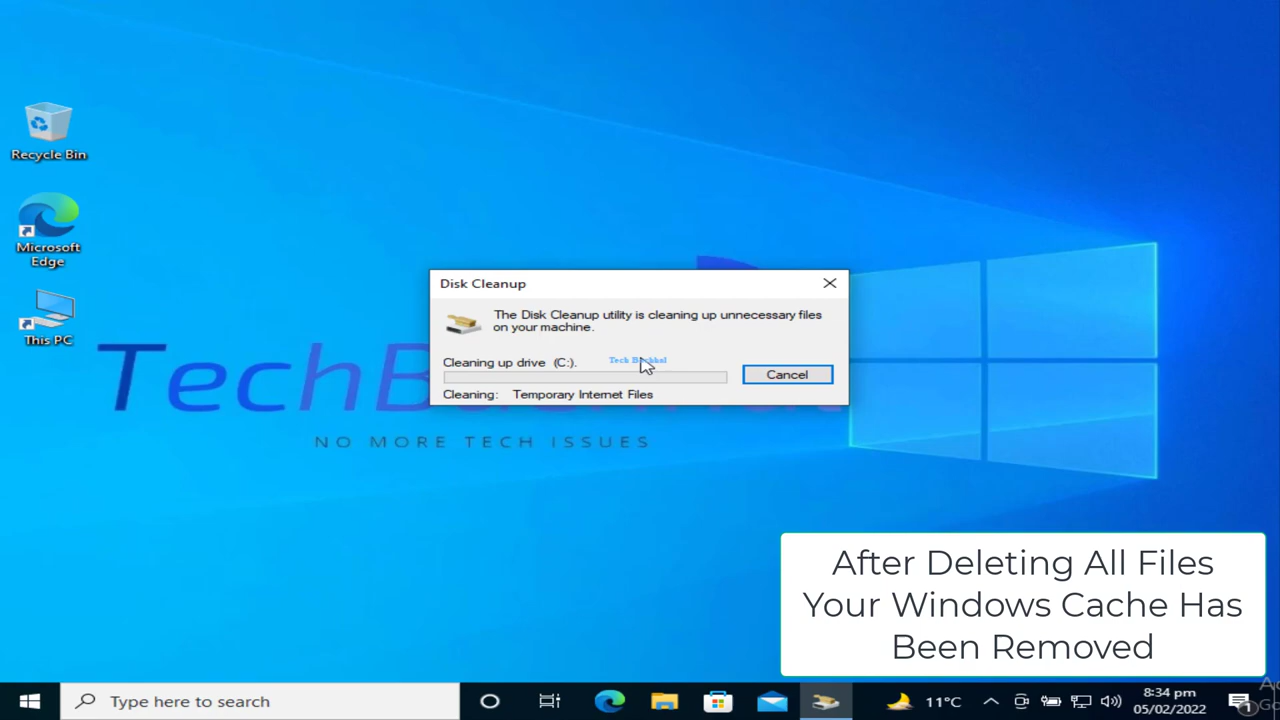 Recycle Bin
Microsoft
Edge
This PC
Disk Cleanup
The Disk Cleanup utility is cleaning up unnecessary files
on your machine.
Cleaning up drive (C:).
Cancel
Cleaning: Temporary Internet Files
TechB
NO MORE TECH ISSUES
After Deleting All Files
Your Windows Cache Has
Been Removed
Type here to search
11°C
8:34 pm
05/02/2022
1